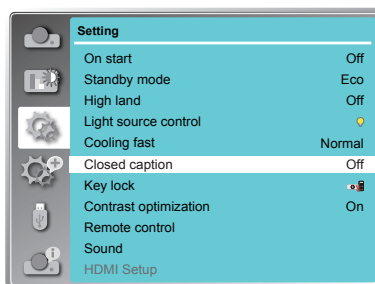 Setting
On start Off
Standby mode Eco
High land Off
Light source control
Cooling fast Normal
Closed caption Off
Key lock
Contrast optimization On
Remote control
Sound
HDMI Setup